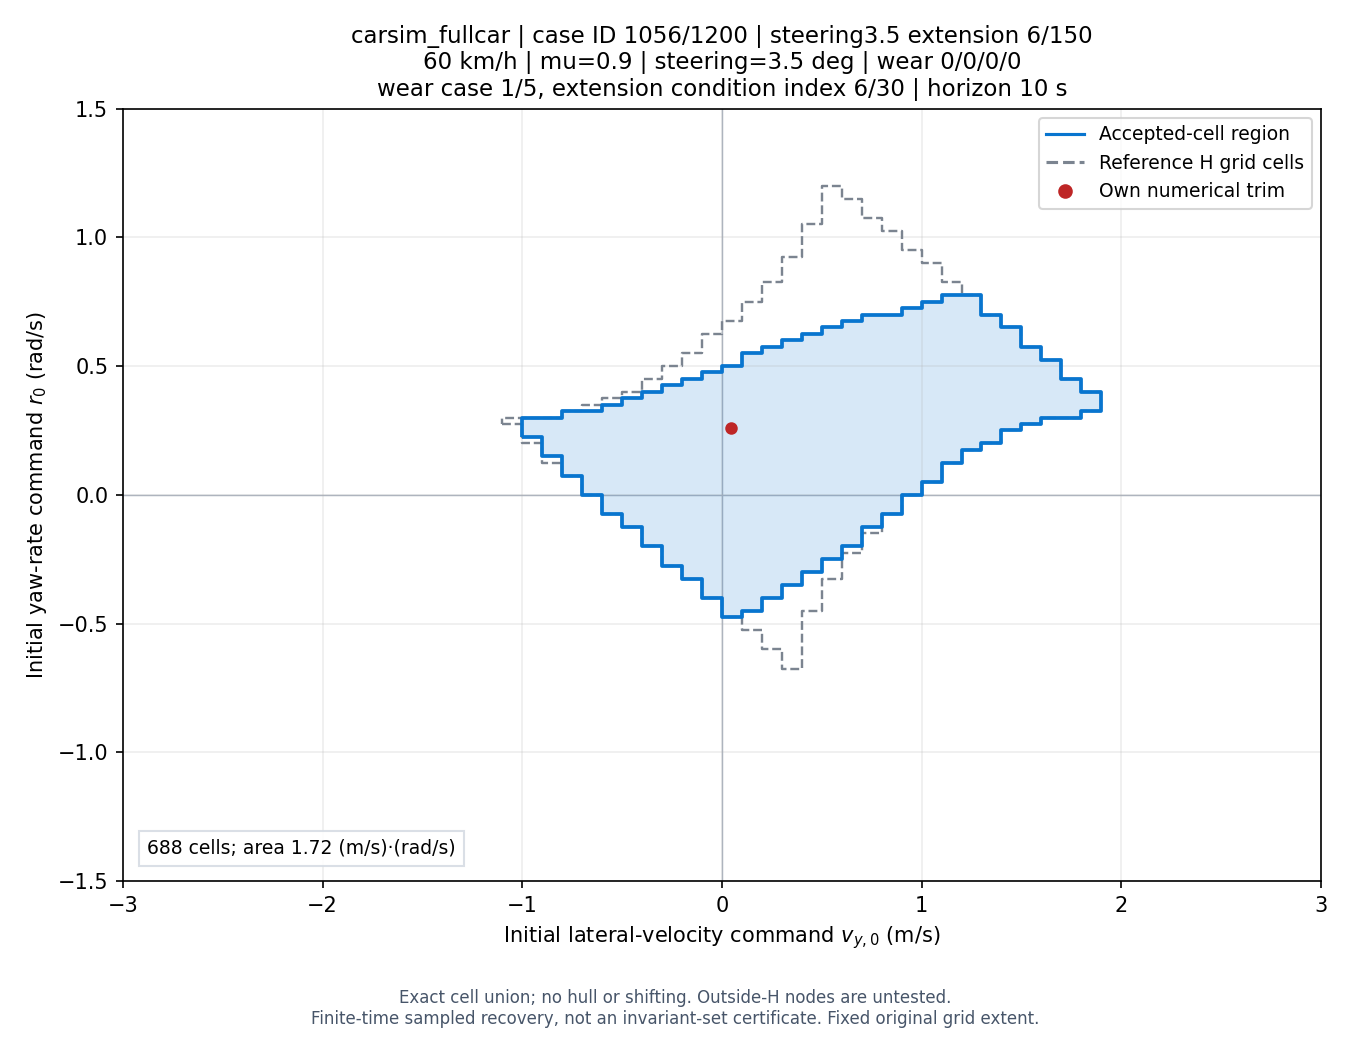 carsim_fullcar | case ID 1056/1200 | steering3.5 extension 6/150
60 km/h | mu=0.9 | steering=3.5 deg | wear 0/0/0/0
wear case 1/5, extension condition index 6/30 | horizon 10 s
Accepted-cell region
Reference H grid cells
Own numerical trim
1.5
1.0
0.5
0.0
−0.5
−1.0
−1.5
Initial yaw-rate command r₀ (rad/s)
688 cells; area 1.72 (m/s)·(rad/s)
−3
−2
−1
0
1
2
3
Initial lateral-velocity command v_{y,0} (m/s)
Exact cell union; no hull or shifting. Outside-H nodes are untested.
Finite-time sampled recovery, not an invariant-set certificate. Fixed original grid extent.